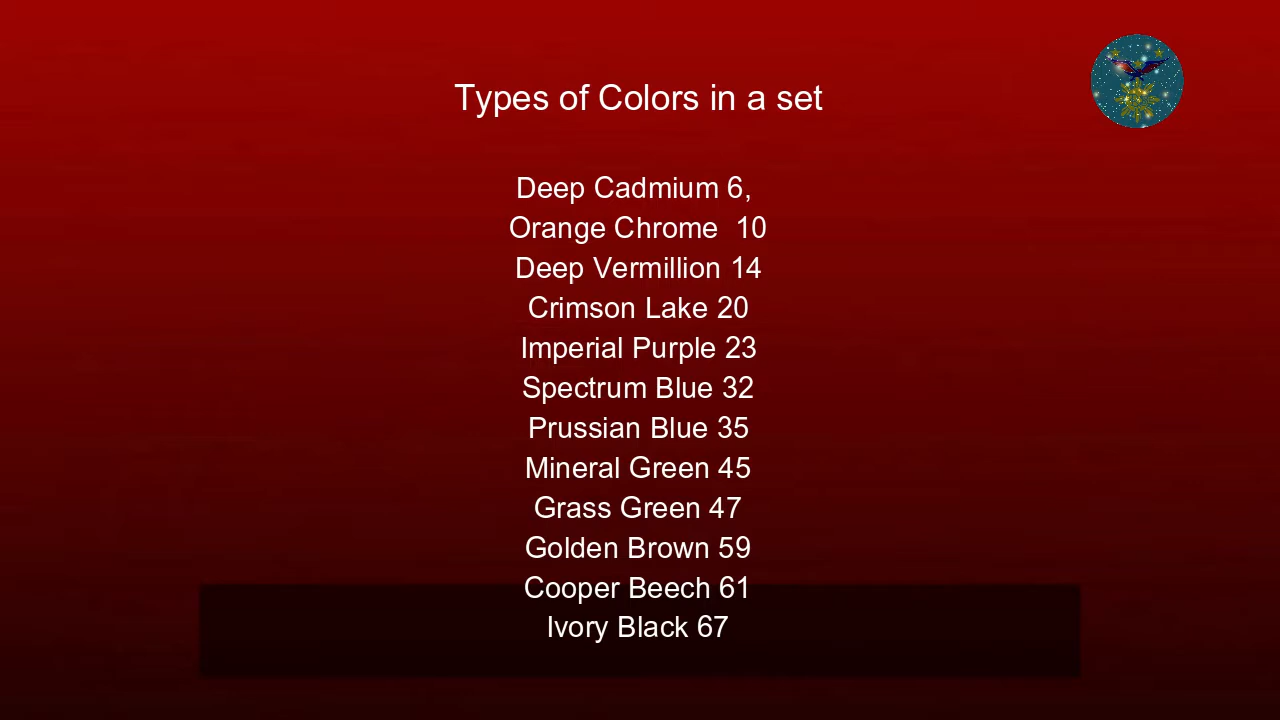 Types of Colors in a set
Deep Cadmium 6,
Orange Chrome  10
Deep Vermillion 14
Crimson Lake 20
Imperial Purple 23
Spectrum Blue 32
Prussian Blue 35
Mineral Green 45
Grass Green 47
Golden Brown 59
Cooper Beech 61
Ivory Black 67